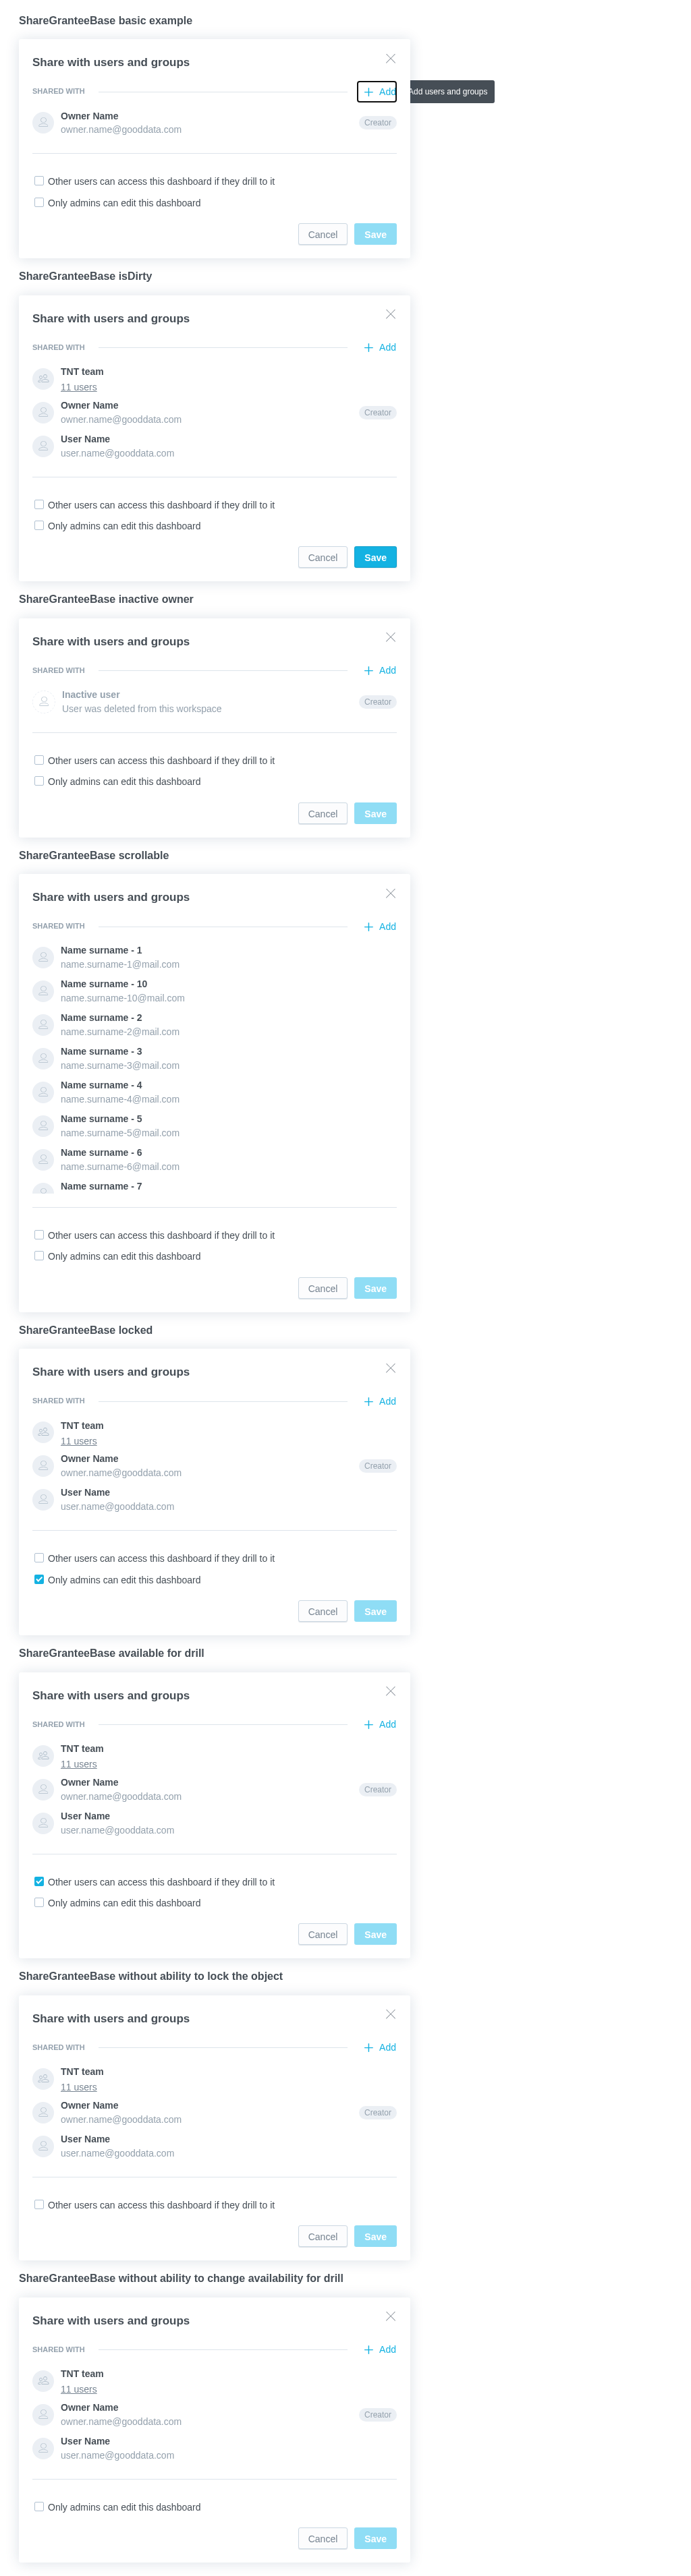 ShareGranteeBase basic example
Share with users and groups
SHARED WITH
Add
Add users and groups
Owner Name
owner.name@gooddata.com
Creator
Other users can access this dashboard if they drill to it
Only admins can edit this dashboard
Cancel
Save
ShareGranteeBase isDirty
Share with users and groups
SHARED WITH
Add
TNT team
11 users
Owner Name
owner.name@gooddata.com
Creator
User Name
user.name@gooddata.com
Other users can access this dashboard if they drill to it
Only admins can edit this dashboard
Cancel
Save
ShareGranteeBase inactive owner
Share with users and groups
SHARED WITH
Add
Inactive user
User was deleted from this workspace
Creator
Other users can access this dashboard if they drill to it
Only admins can edit this dashboard
Cancel
Save
ShareGranteeBase scrollable
Share with users and groups
SHARED WITH
Add
Name surname - 1
name.surname-1@mail.com
Name surname - 10
name.surname-10@mail.com
Name surname - 2
name.surname-2@mail.com
Name surname - 3
name.surname-3@mail.com
Name surname - 4
name.surname-4@mail.com
Name surname - 5
name.surname-5@mail.com
Name surname - 6
name.surname-6@mail.com
Name surname - 7
Other users can access this dashboard if they drill to it
Only admins can edit this dashboard
Cancel
Save
ShareGranteeBase locked
Share with users and groups
SHARED WITH
Add
TNT team
11 users
Owner Name
owner.name@gooddata.com
Creator
User Name
user.name@gooddata.com
Other users can access this dashboard if they drill to it
Only admins can edit this dashboard
Cancel
Save
ShareGranteeBase available for drill
Share with users and groups
SHARED WITH
Add
TNT team
11 users
Owner Name
owner.name@gooddata.com
Creator
User Name
user.name@gooddata.com
Other users can access this dashboard if they drill to it
Only admins can edit this dashboard
Cancel
Save
ShareGranteeBase without ability to lock the object
Share with users and groups
SHARED WITH
Add
TNT team
11 users
Owner Name
owner.name@gooddata.com
Creator
User Name
user.name@gooddata.com
Other users can access this dashboard if they drill to it
Cancel
Save
ShareGranteeBase without ability to change availability for drill
Share with users and groups
SHARED WITH
Add
TNT team
11 users
Owner Name
owner.name@gooddata.com
Creator
User Name
user.name@gooddata.com
Only admins can edit this dashboard
Cancel
Save